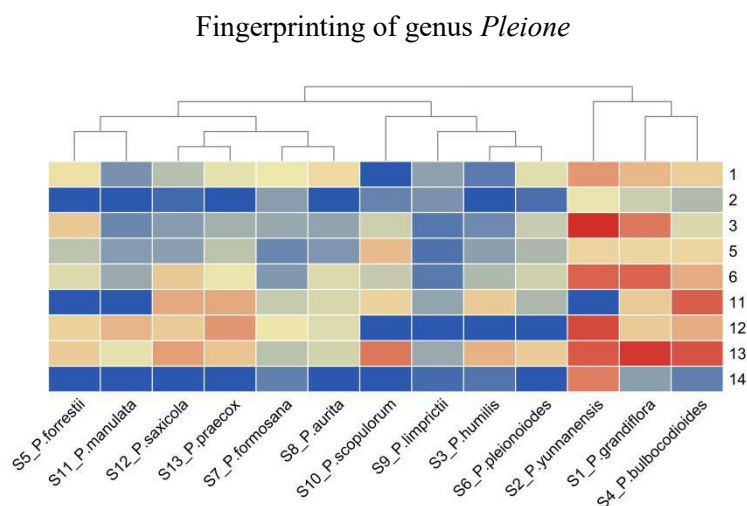 Fingerprinting of genus Pleione
1
2
3
5
6
11
12
13
14
S5_P.forrestii
S11_P.manulata
S12_P.saxicola
S13_P.praecox
S7_P.formosana
S8_P.aurita
S10_P.scopulorum
S9_P.limprictii
S3_P.humilis
S6_P.pleionoiodes
S2_P.yunnanensis
S1_P.grandiflora
S4_P.bulbocodioides